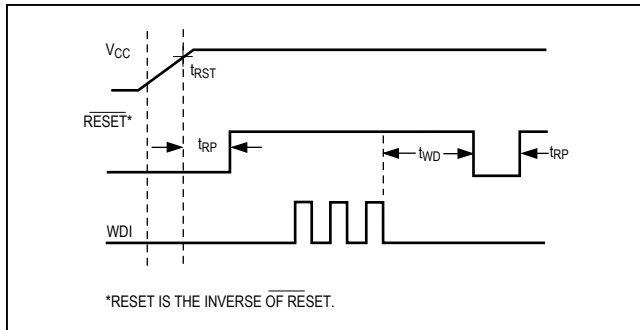 VCC
tRST
RESET*
tRP
tWD
tRP
WDI
*RESET IS THE INVERSE OF RESET.